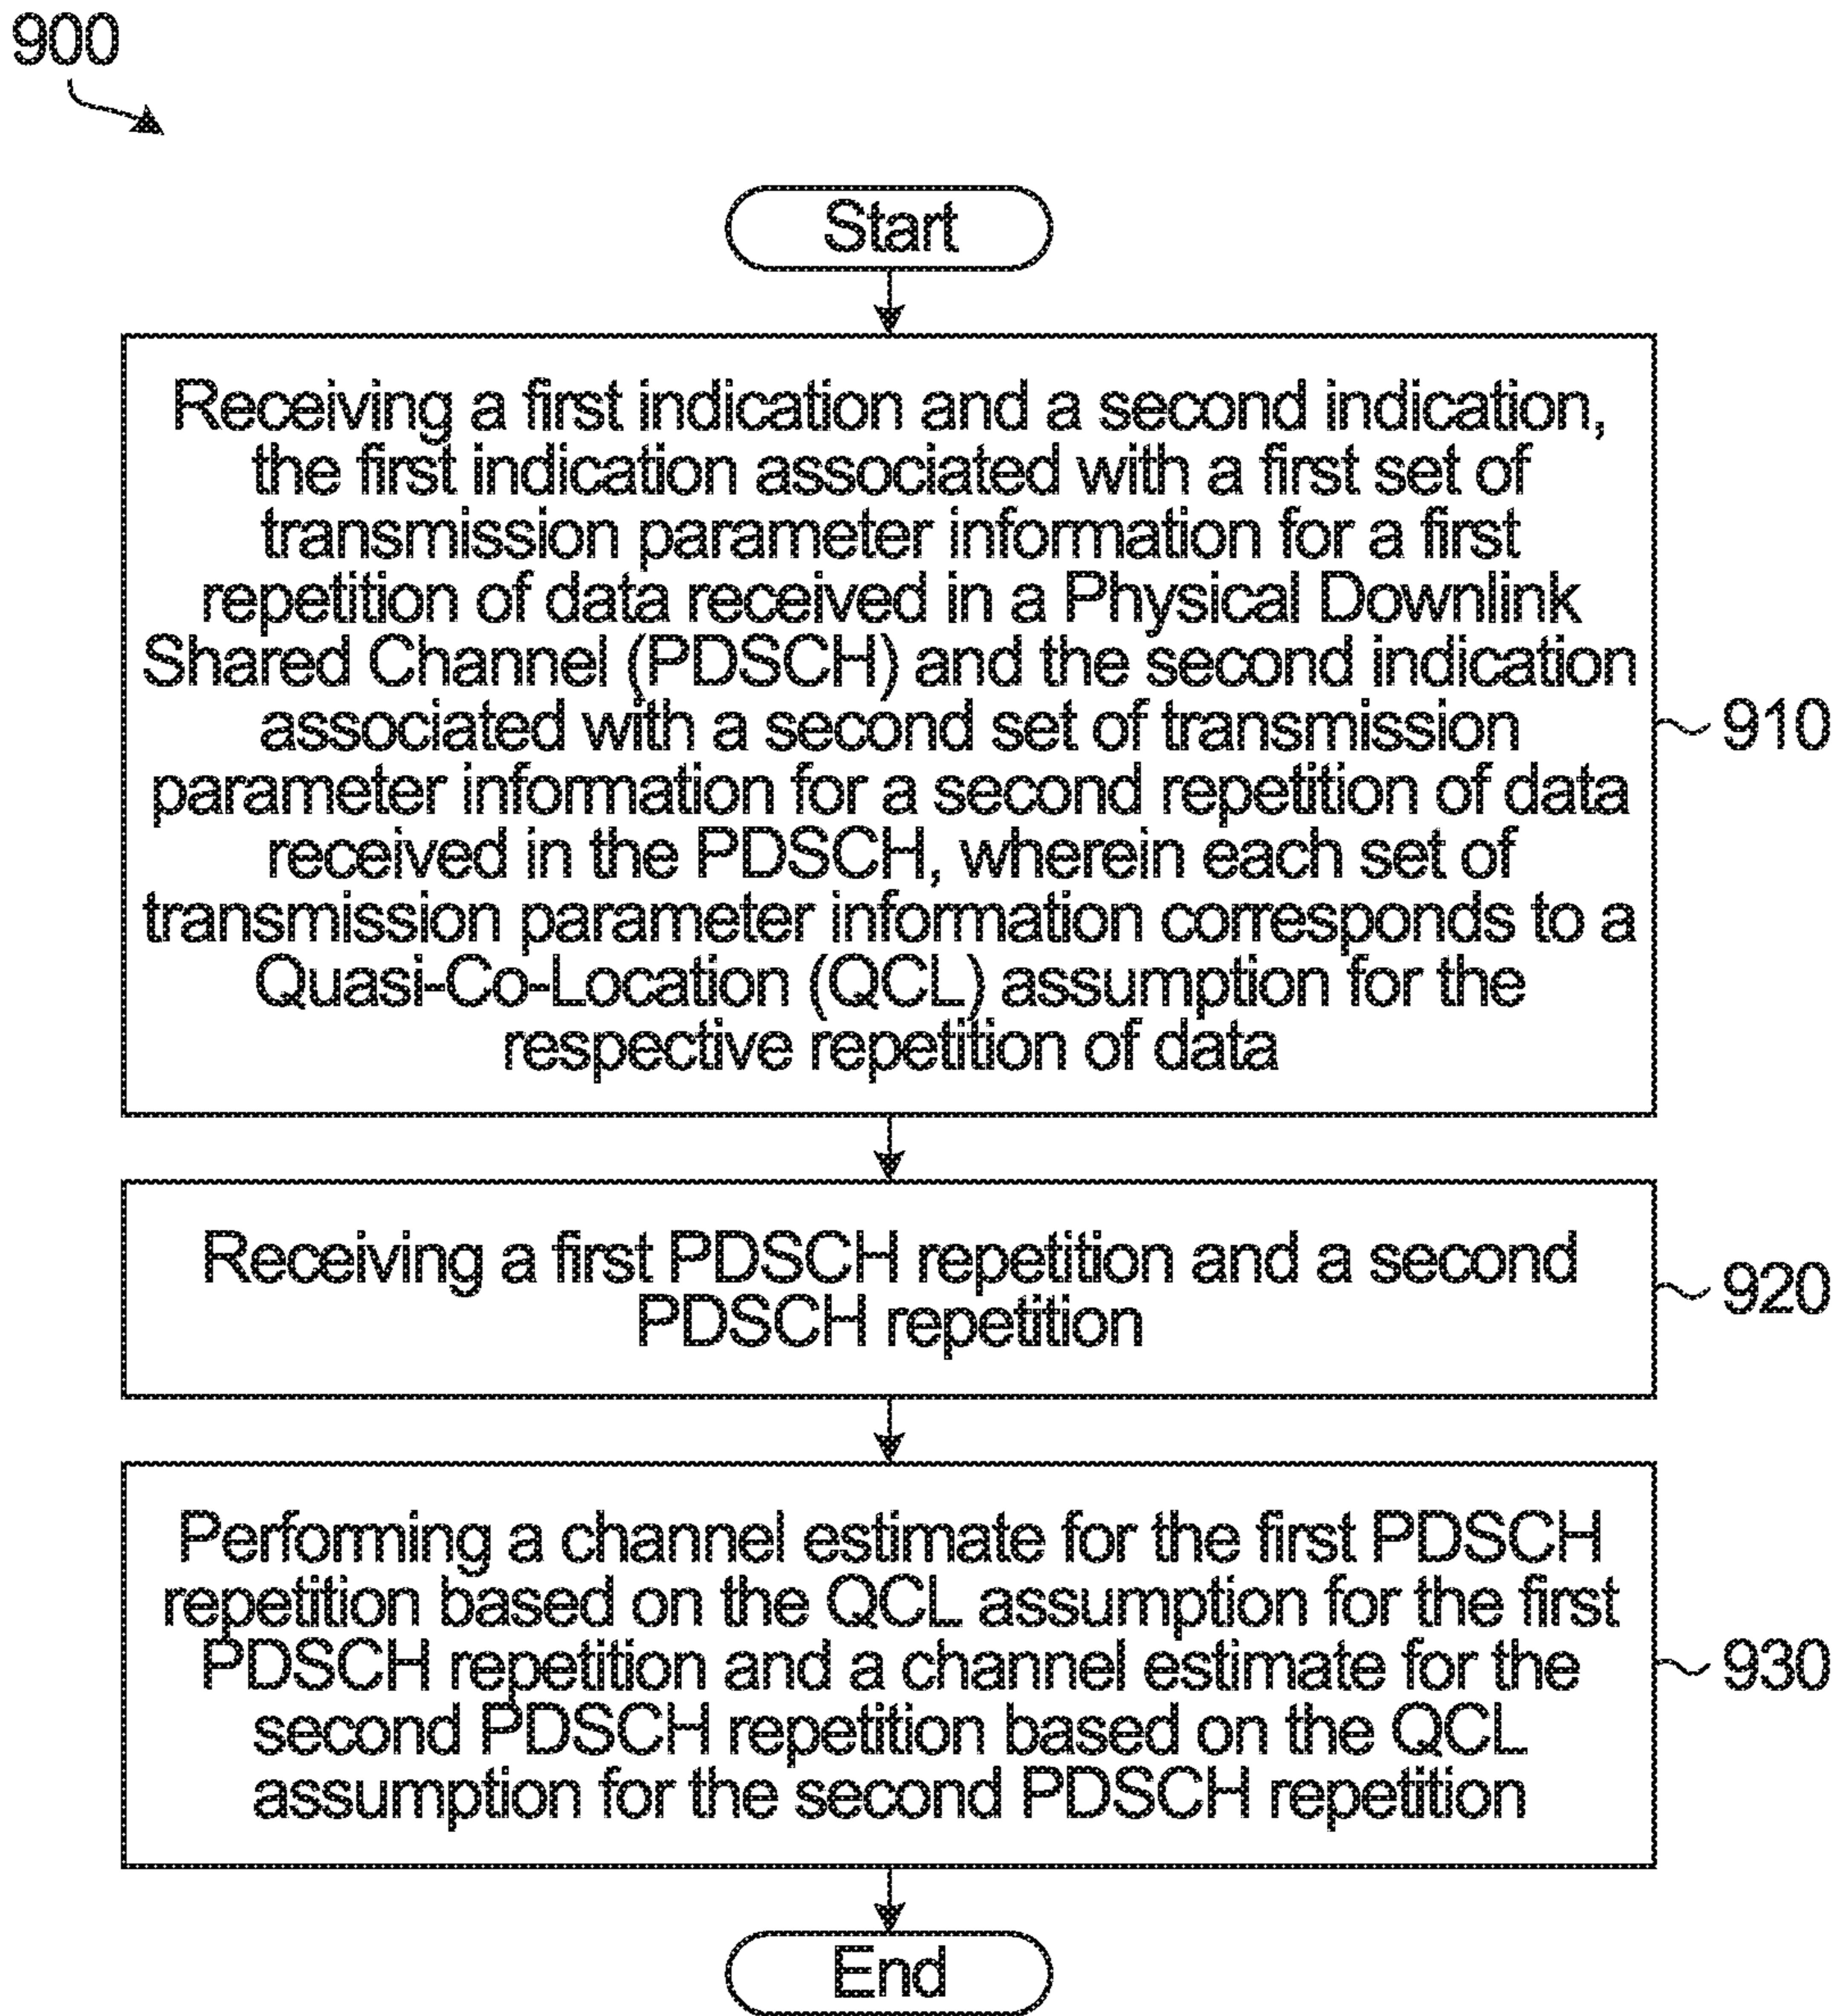 900
Start
Receiving a first indication and a second indication,
the first indication associated with a first set of
transmission parameter information for a first
repetition of data received in a Physical Downlink
Shared Channel (PDSCH) and the second indication
associated with a second set of transmission
parameter information for a second repetition of data
received in the PDSCH, wherein each set of
transmission parameter information corresponds to a
Quasi-Co-Location (QCL) assumption for the
respective repetition of data
910
Receiving a first PDSCH repetition and a second
PDSCH repetition
920
Performing a channel estimate for the first PDSCH
repetition based on the QCL assumption for the first
PDSCH repetition and a channel estimate for the
second PDSCH repetition based on the QCL
assumption for the second PDSCH repetition
930
End